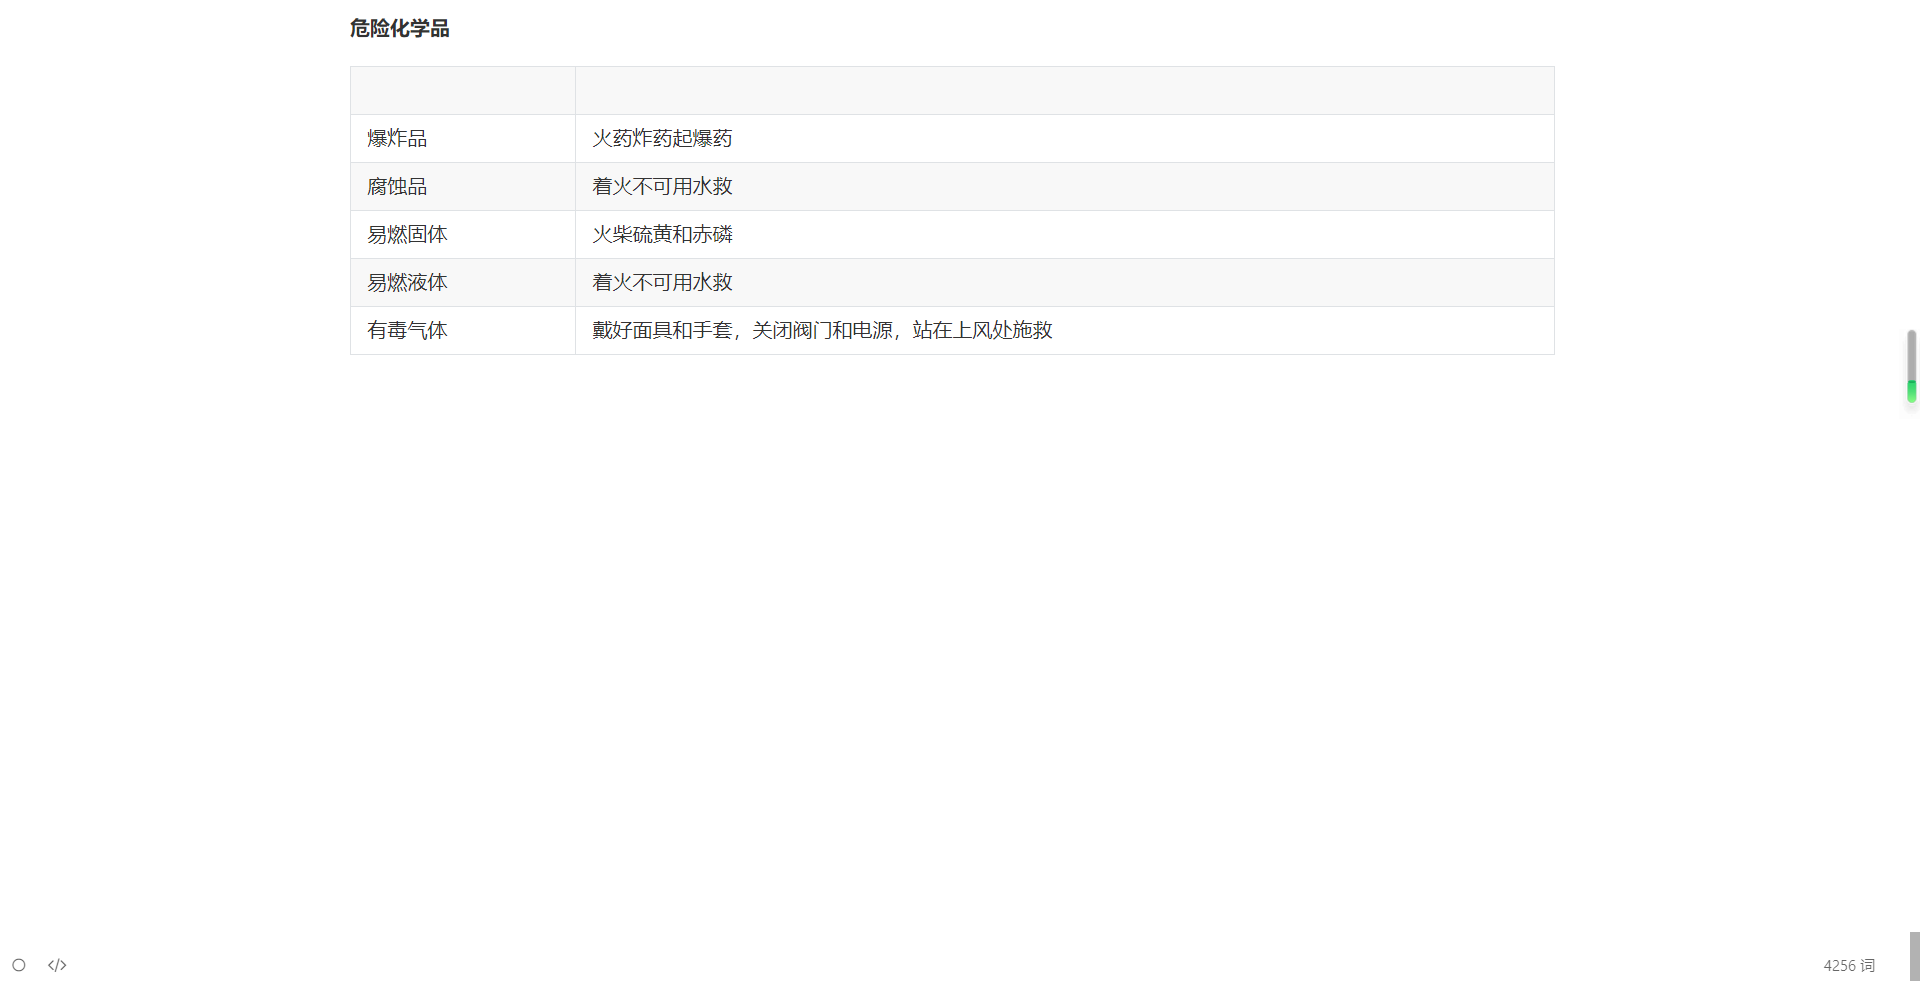 危险化学品
爆炸品 火药炸药起爆药
腐蚀品 着火不可用水救
易燃固体 火柴硫黄和赤磷
易燃液体 着火不可用水救
有毒气体 戴好面具和手套，关闭阀门和电源，站在上风处施救
</> 4256 词